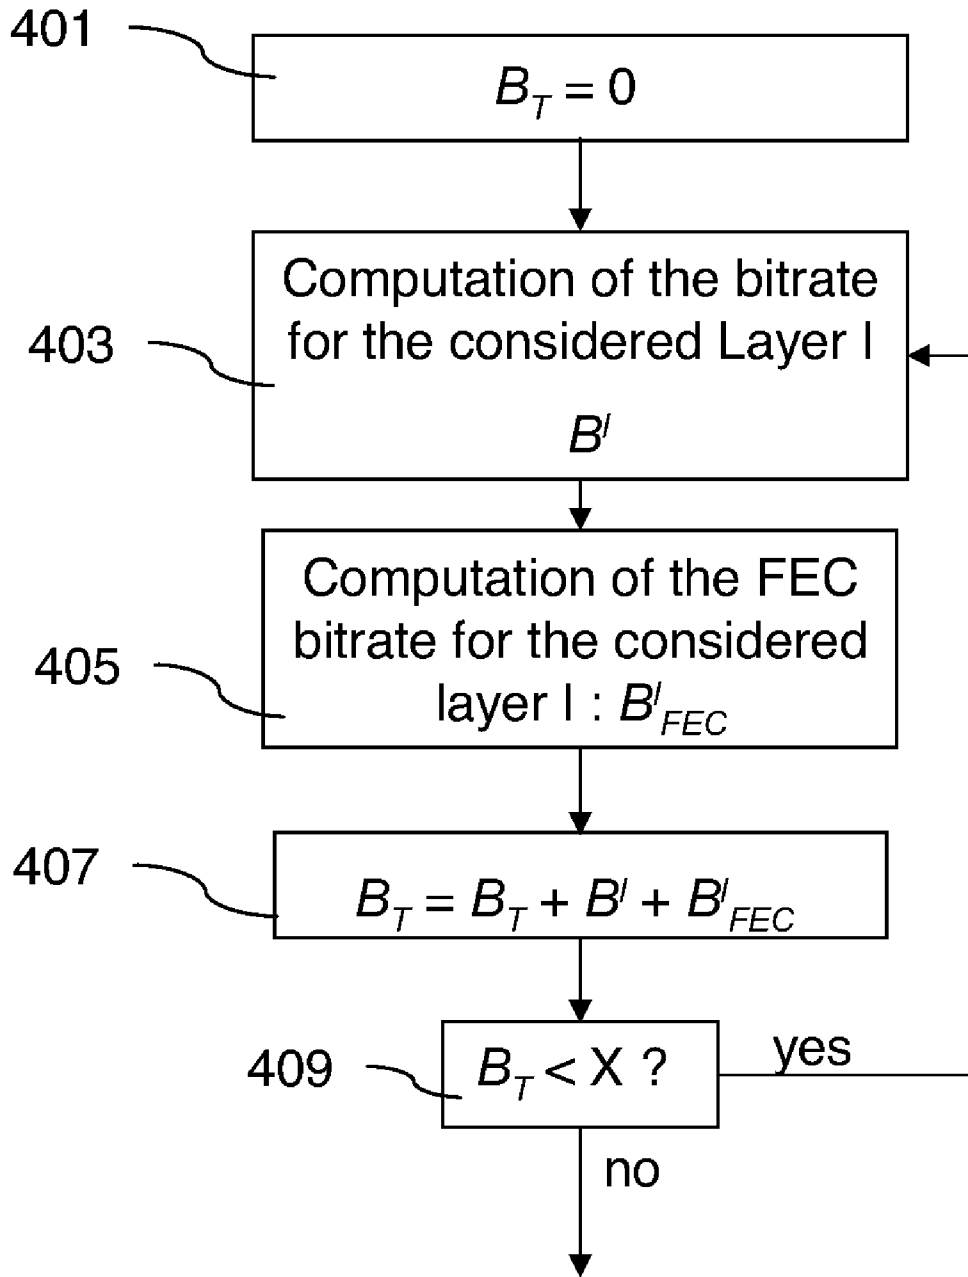 401
B_T = 0
Computation of the bitrate
for the considered Layer l
403
B^l
Computation of the FEC
bitrate for the considered
405
layer l : B^l_FEC
407
B_T = B_T + B^l + B^l_FEC
409
B_T < X ?
yes
no